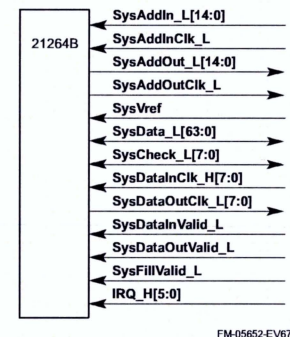 21264B
SysAddIn_L[14:0]
SysAddInClk_L
SysAddOut_L[14:0]
SysAddOutClk_L
SysVref
SysData_L[63:0]
SysCheck_L[7:0]
SysDataInClk_H[7:0]
SysDataOutClk_L[7:0]
SysDataInValid_L
SysDataOutValid_L
SysFillValid_L
IRQ_H[5:0]
FM-05652-EV67